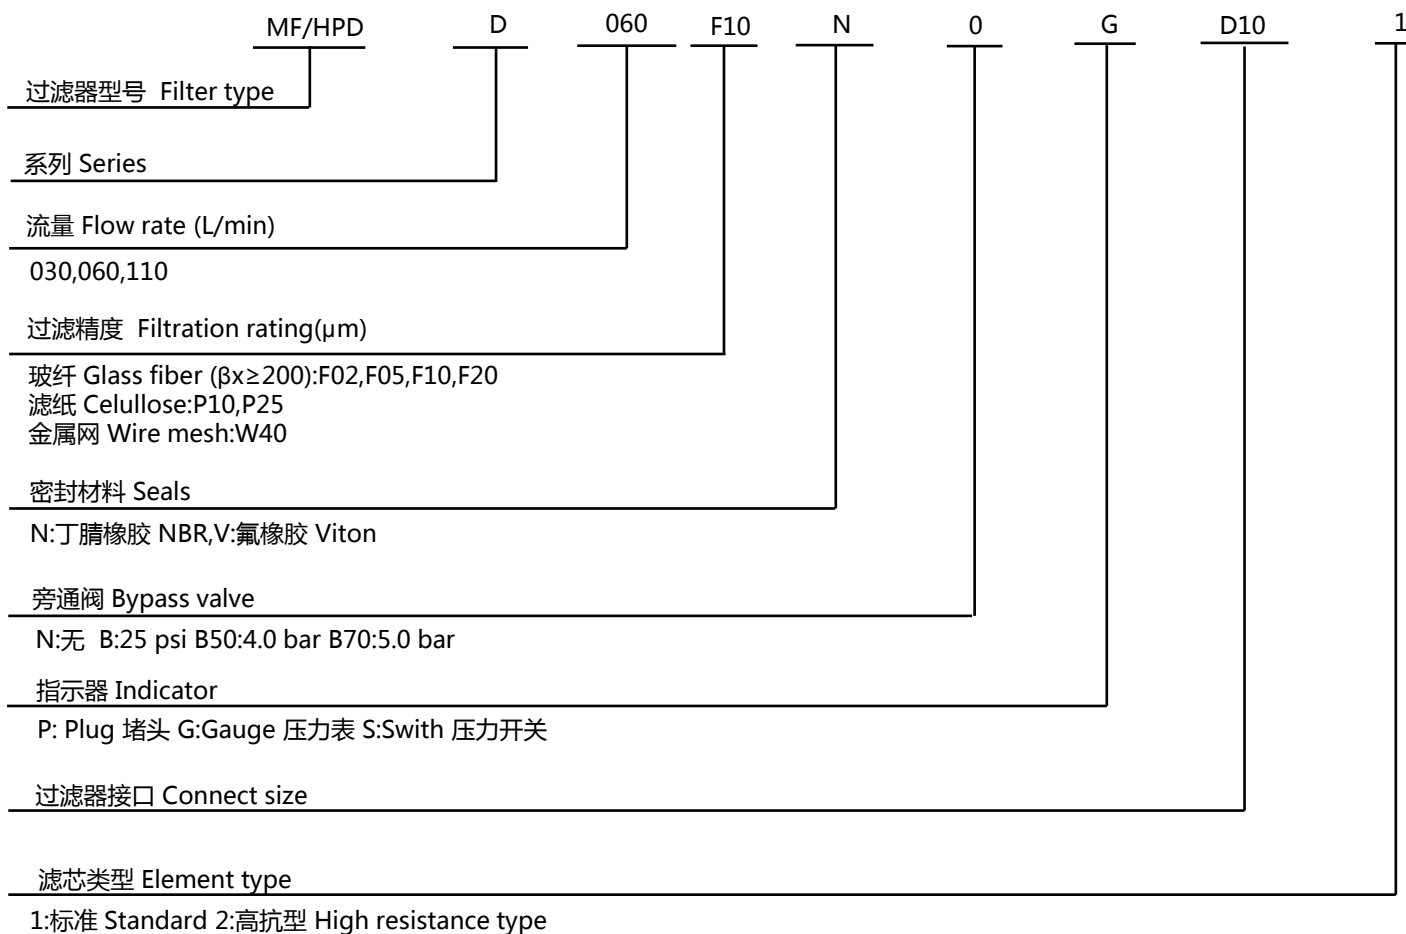 MF/HPD D 060 F10 N 0 G D10 1
过滤器型号 Filter type
系列 Series
流量 Flow rate (L/min)
030,060,110
过滤精度 Filtration rating(μm)
玻纤 Glass fiber (βx≥200):F02,F05,F10,F20
滤纸 Celullose:P10,P25
金属网 Wire mesh:W40
密封材料 Seals
N:丁腈橡胶 NBR,V:氟橡胶 Viton
旁通阀 Bypass valve
N:无 B:25 psi B50:4.0 bar B70:5.0 bar
指示器 Indicator
P: Plug 堵头 G:Gauge 压力表 S:Swith 压力开关
过滤器接口 Connect size
滤芯类型 Element type
1:标准 Standard 2:高抗型 High resistance type